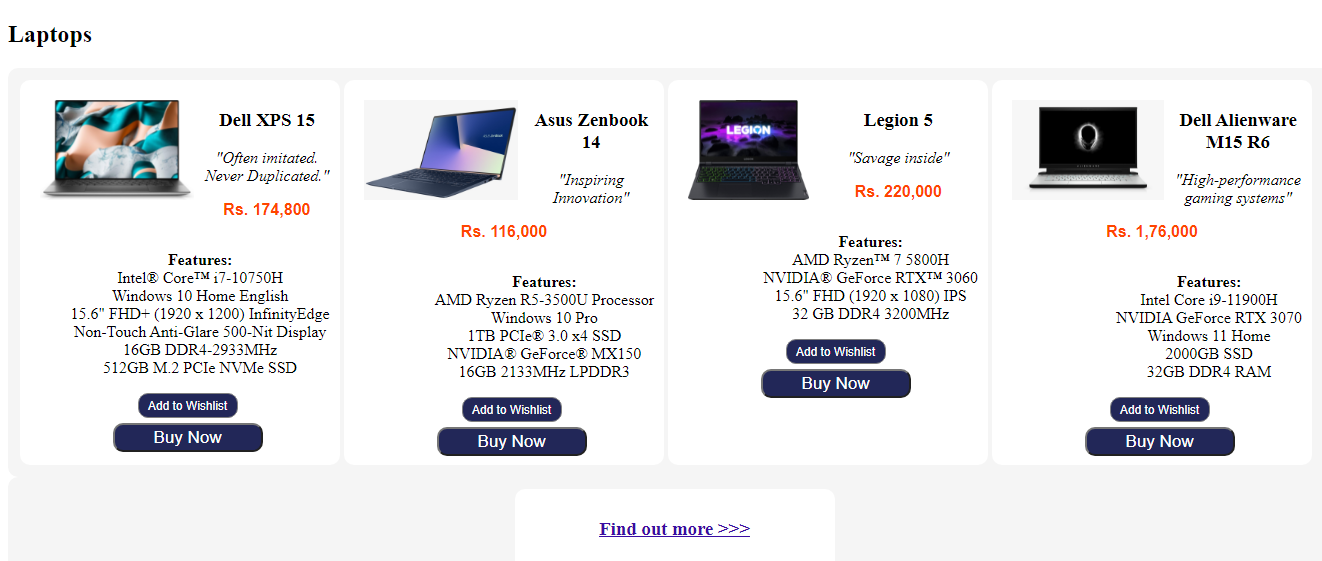 Laptops
Dell XPS 15
"Often imitated.
Never Duplicated."
Rs. 174,800
Features:
Intel® Core™ i7-10750H
Windows 10 Home English
15.6" FHD+ (1920 x 1200) InfinityEdge
Non-Touch Anti-Glare 500-Nit Display
16GB DDR4-2933MHz
512GB M.2 PCIe NVMe SSD
Add to Wishlist
Buy Now
Asus Zenbook
14
"Inspiring
Innovation"
Rs. 116,000
Features:
AMD Ryzen R5-3500U Processor
Windows 10 Pro
1TB PCIe® 3.0 x4 SSD
NVIDIA® GeForce® MX150
16GB 2133MHz LPDDR3
Add to Wishlist
Buy Now
LEGION
Legion 5
"Savage inside"
Rs. 220,000
Features:
AMD Ryzen™ 7 5800H
NVIDIA® GeForce RTX™ 3060
15.6" FHD (1920 x 1080) IPS
32 GB DDR4 3200MHz
Add to Wishlist
Buy Now
Dell Alienware
M15 R6
"High-performance
gaming systems"
Rs. 1,76,000
Features:
Intel Core i9-11900H
NVIDIA GeForce RTX 3070
Windows 11 Home
2000GB SSD
32GB DDR4 RAM
Add to Wishlist
Buy Now
Find out more >>>